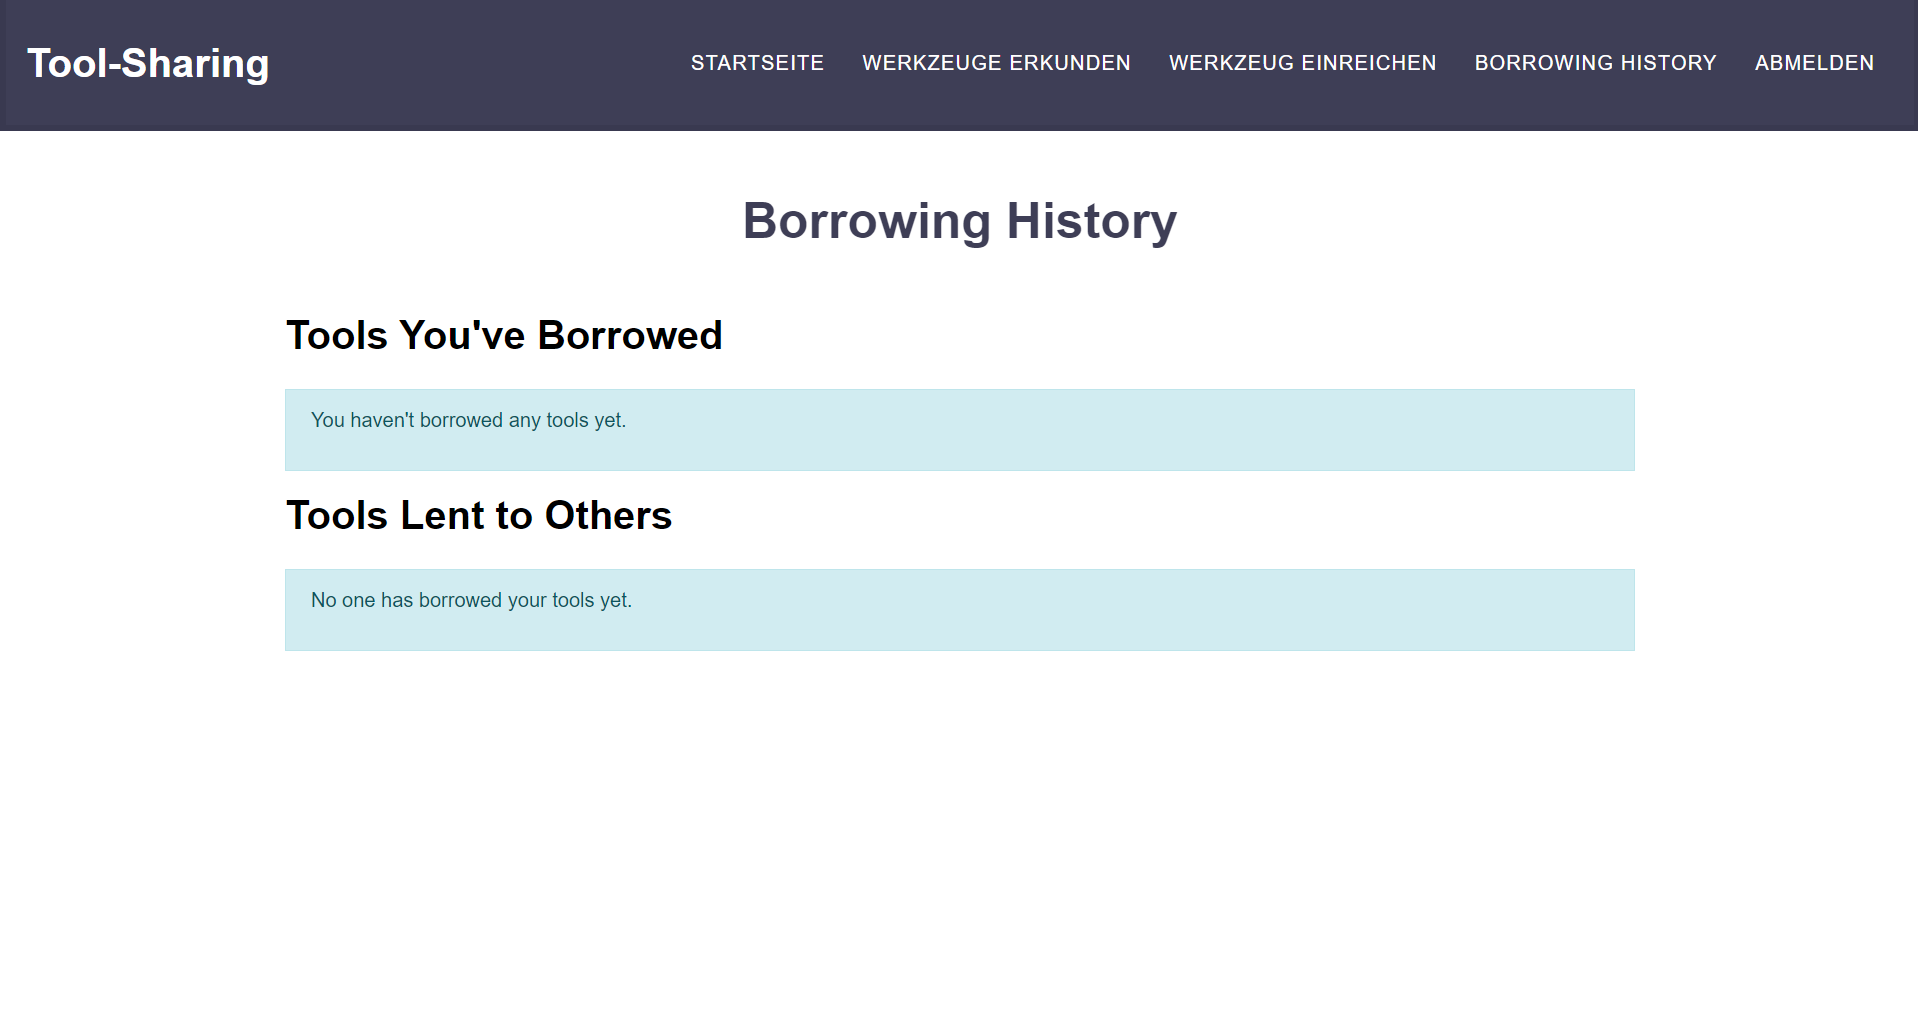 Tool-Sharing
STARTSEITE
WERKZEUGE ERKUNDEN
WERKZEUG EINREICHEN
BORROWING HISTORY
ABMELDEN
Borrowing History
Tools You've Borrowed
You haven't borrowed any tools yet.
Tools Lent to Others
No one has borrowed your tools yet.